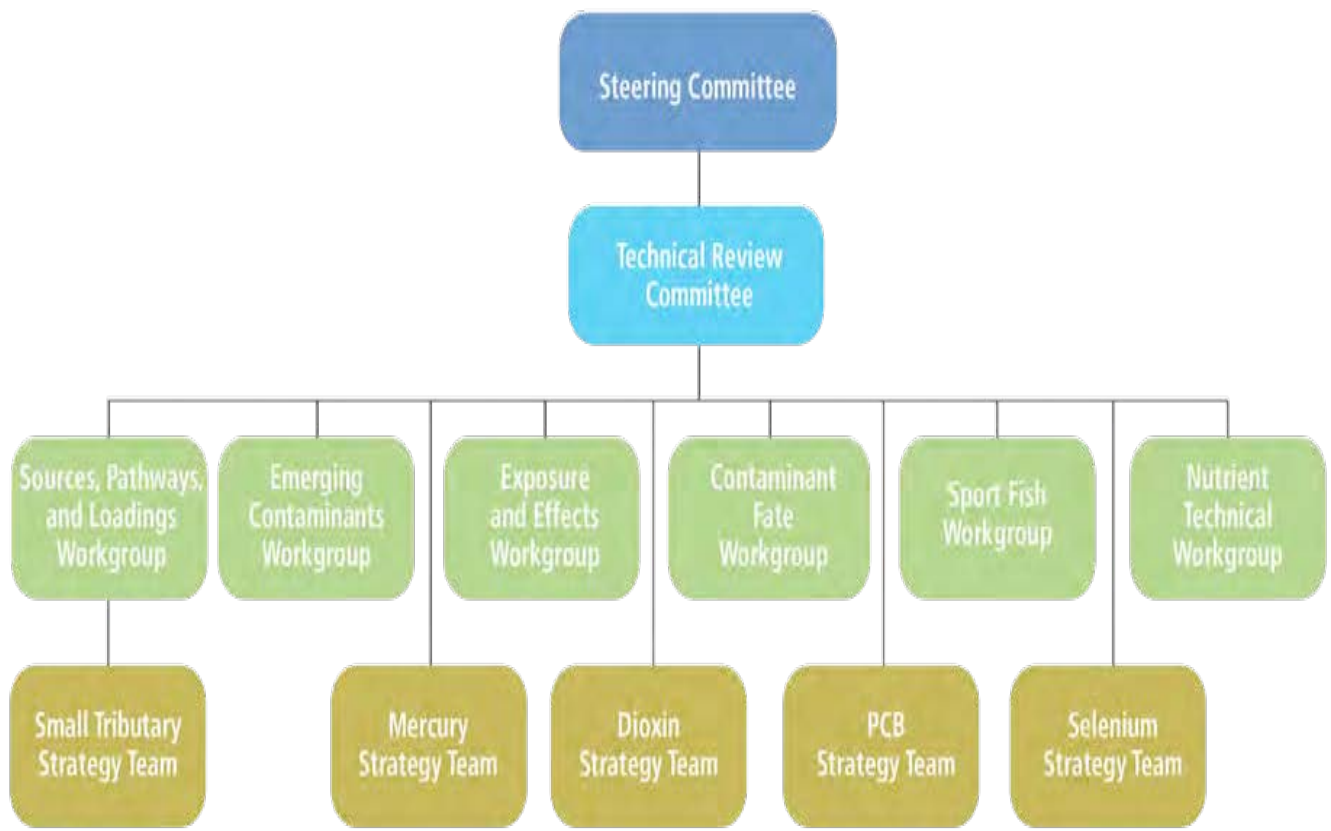 Steering Committee
Technical Review
Committee
Sources, Pathways,
and Loadings
Workgroup
Emerging
Contaminants
Workgroup
Exposure
and Effects
Workgroup
Contaminant
Fate
Workgroup
Sport Fish
Workgroup
Nutrient
Technical
Workgroup
Small Tributary
Strategy Team
Mercury
Strategy Team
Dioxin
Strategy Team
PCB
Strategy Team
Selenium
Strategy Team